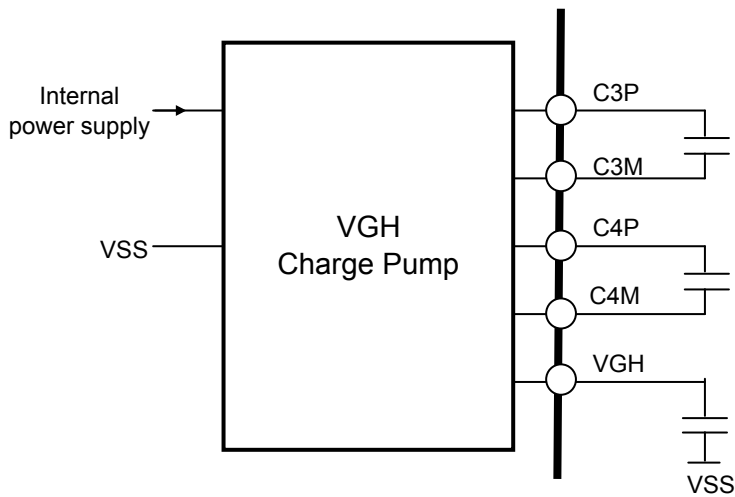 Internal
power supply
VSS
VGH
Charge Pump
C3P
C3M
C4P
C4M
VGH
VSS